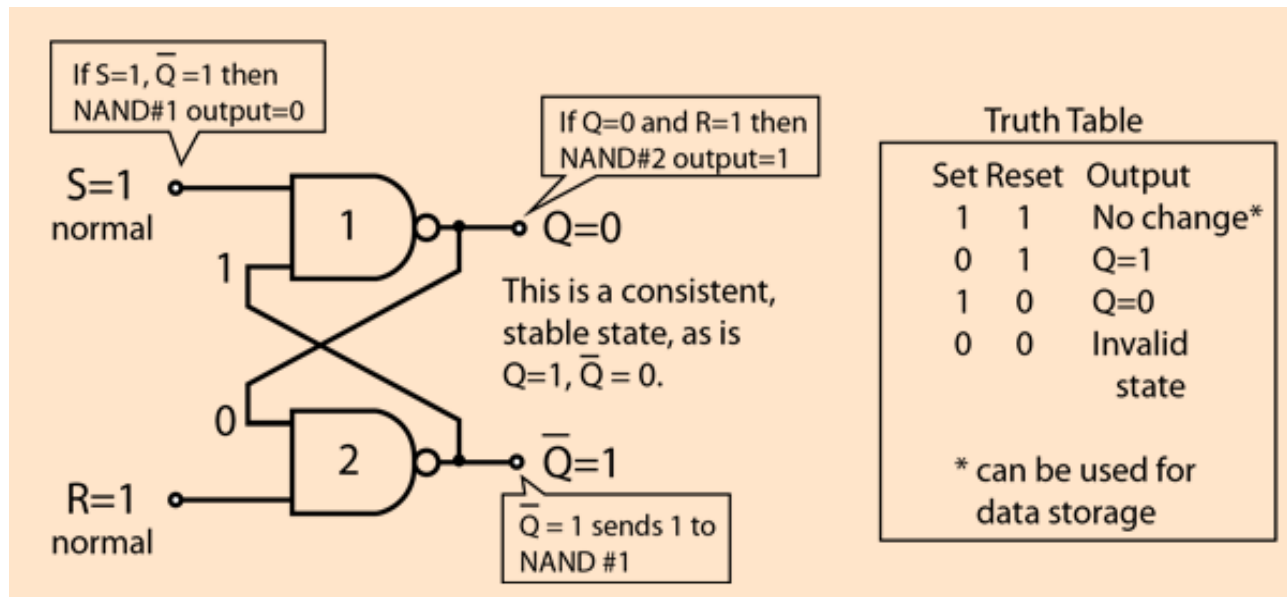 If S=1, Q̅ =1 then
NAND#1 output=0
If Q=0 and R=1 then
NAND#2 output=1
S=1
normal
1
1
Q=0
This is a consistent,
stable state, as is
Q=1, Q̅ = 0.
0
2
Q̅=1
R=1
normal
Q̅ = 1 sends 1 to
NAND #1
Truth Table
Set Reset Output
1 1 No change*
0 1 Q=1
1 0 Q=0
0 0 Invalid
state
* can be used for
data storage